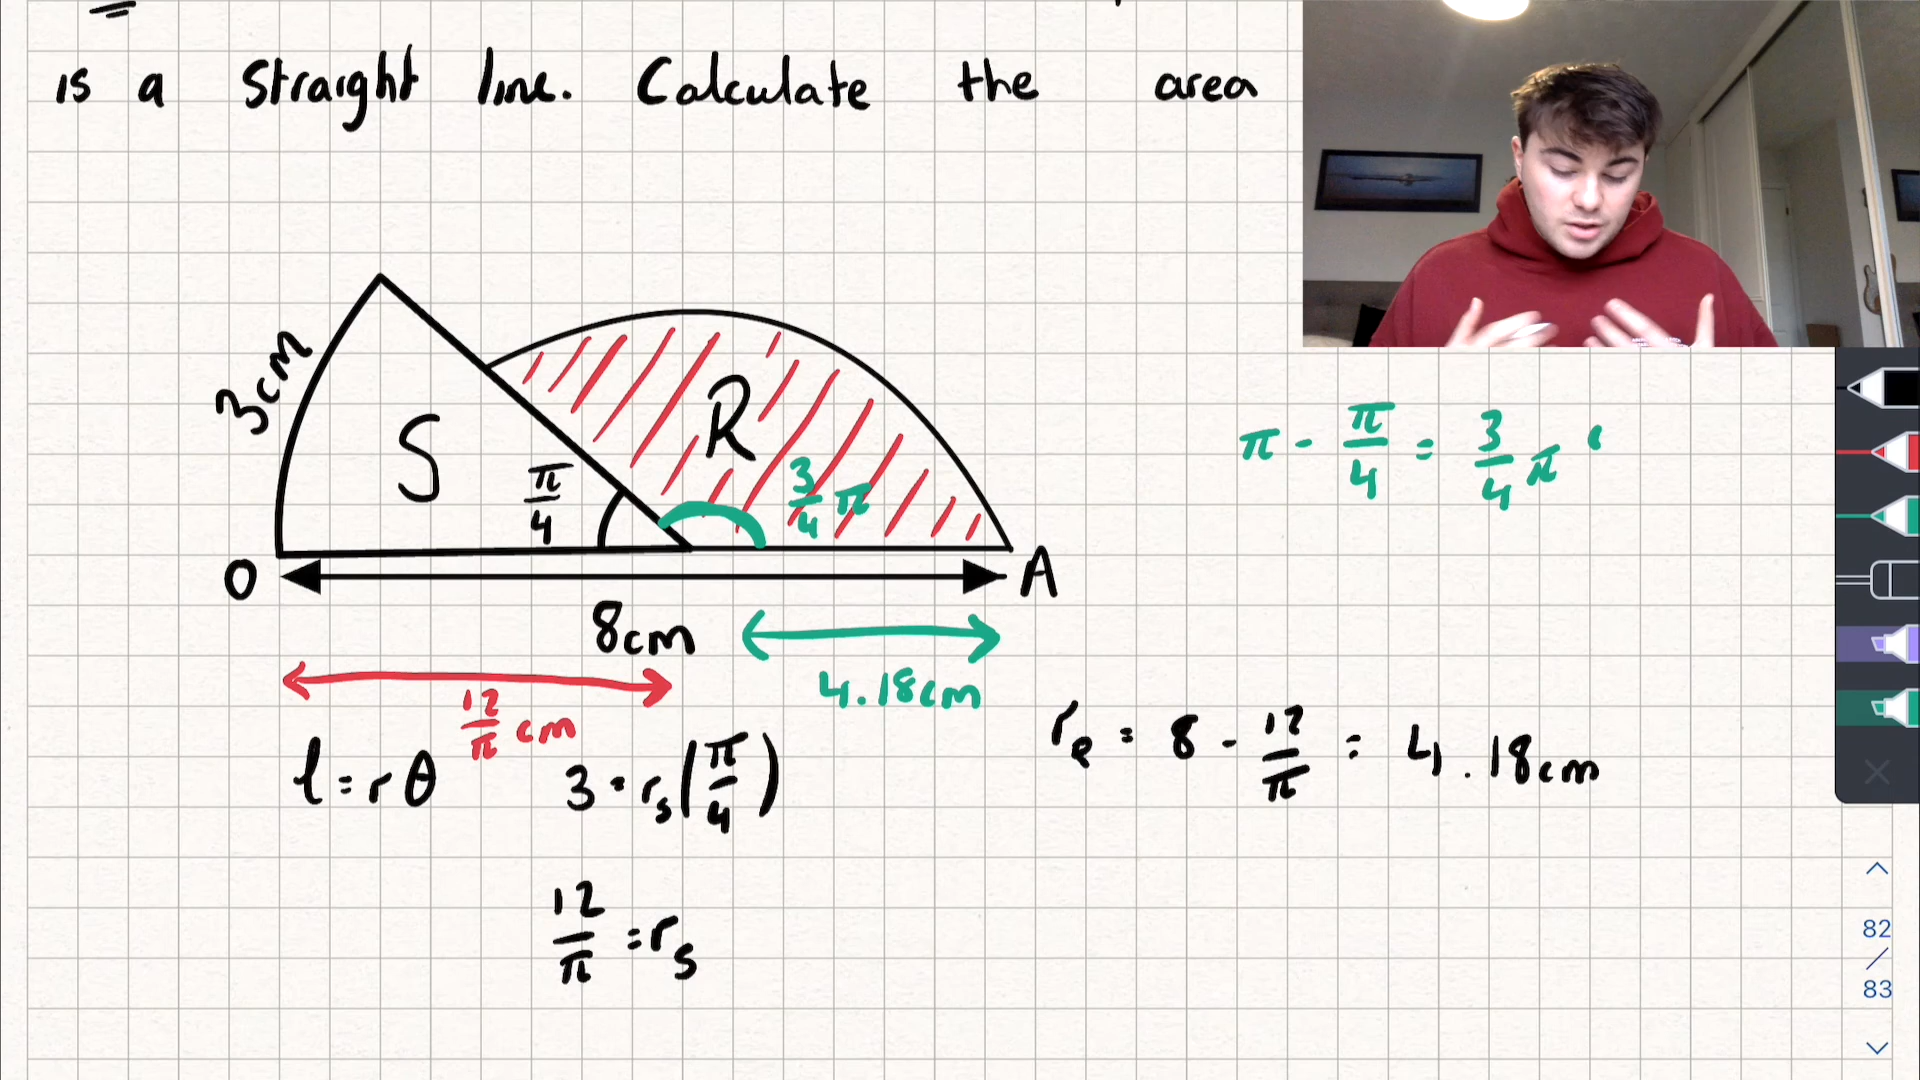 is a straight line. Calculate the area
3cm
S
R
π/4
3/4 π
π - π/4 = 3/4 π c
O
A
8cm
4.18cm
12/π cm
r_R = 8 - 12/π = 4.18cm
l = rθ
3 = r_s(π/4)
12/π = r_s
82
/
83